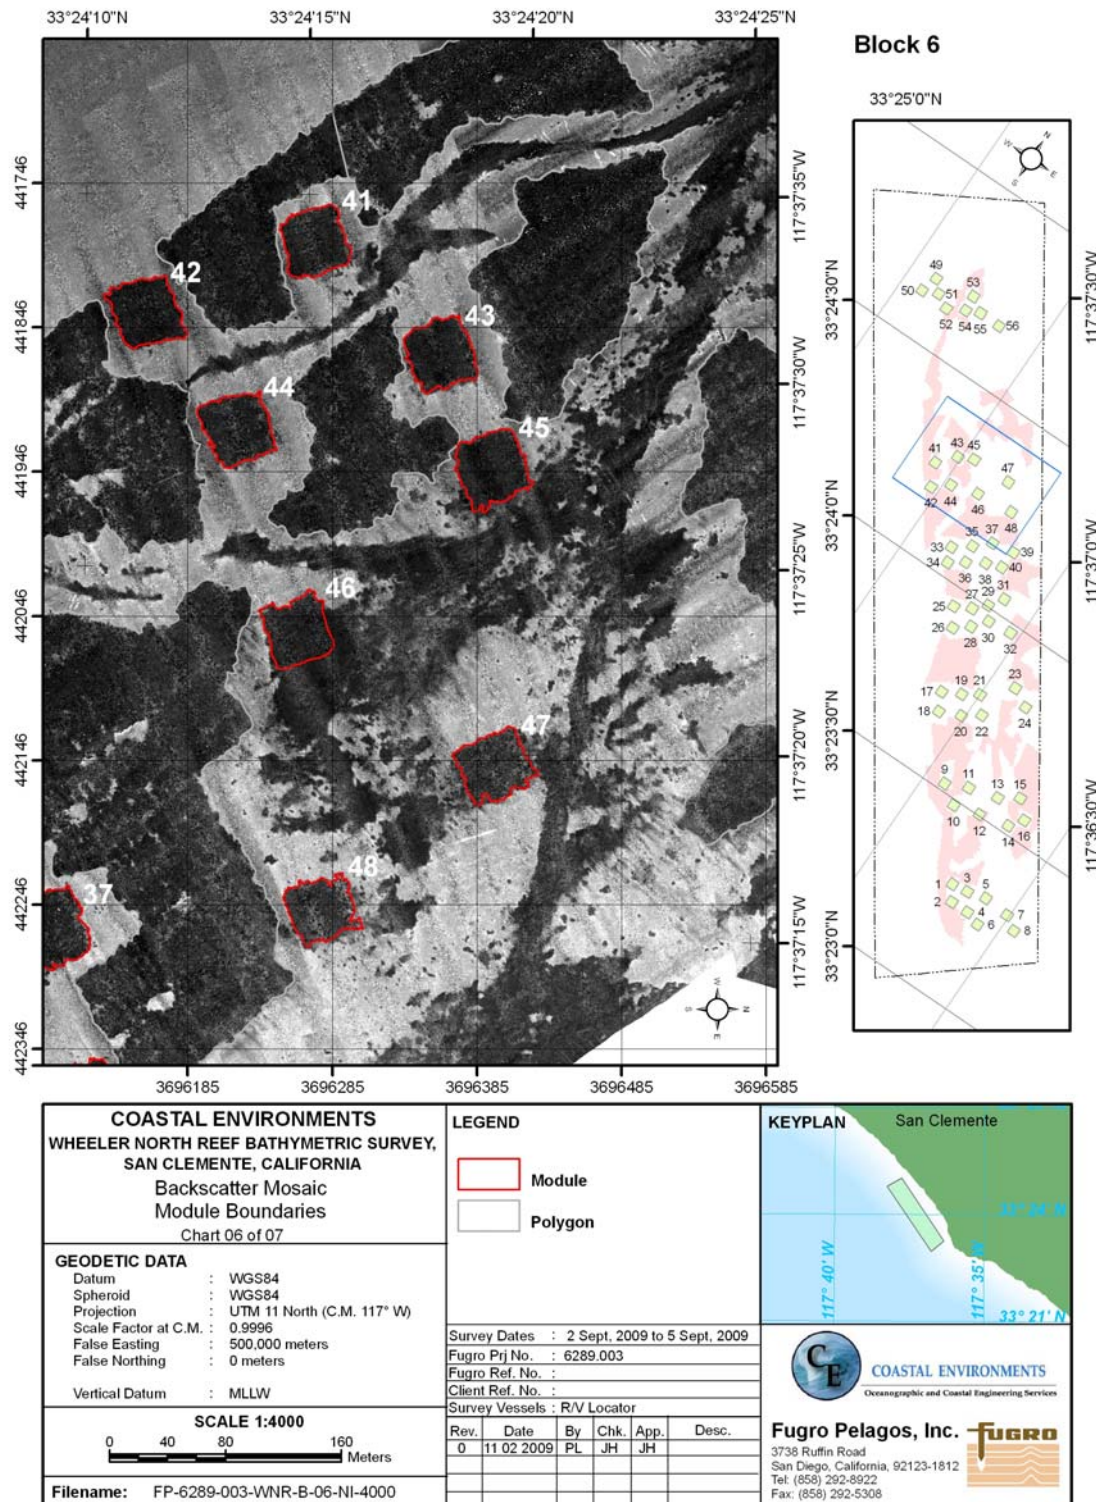 33°24'10"N
33°24'15"N
33°24'20"N
33°24'25"N
441746
441846
441946
442046
442146
442246
442346
41
42
43
44
45
46
47
48
37
117°37'35"W
117°37'30"W
117°37'25"W
117°37'20"W
117°37'15"W
W
S
N
E
3696185
3696285
3696385
3696485
3696585
Block 6
33°25'0"N
N
W
S
E
33°24'30"N
33°24'0"N
33°23'30"N
33°23'0"N
117°37'30"W
117°37'0"W
117°36'30"W
49
50
51
53
52
54
55
56
41
43
45
47
42
44
46
48
35
37
33
39
34
36
38
40
27
29
31
25
26
28
30
32
19
21
23
17
18
20
22
24
9
11
13
15
10
12
14
16
1
3
5
2
4
6
7
8
COASTAL ENVIRONMENTS
WHEELER NORTH REEF BATHYMETRIC SURVEY,
SAN CLEMENTE, CALIFORNIA
Backscatter Mosaic
Module Boundaries
Chart 06 of 07
GEODETIC DATA
Datum : WGS84
Spheroid : WGS84
Projection : UTM 11 North (C.M. 117° W)
Scale Factor at C.M. : 0.9996
False Easting : 500,000 meters
False Northing : 0 meters
Vertical Datum : MLLW
SCALE 1:4000
0 40 80 160
Meters
Filename: FP-6289-003-WNR-B-06-NI-4000
LEGEND
Module
Polygon
Survey Dates : 2 Sept, 2009 to 5 Sept, 2009
Fugro Prj No. : 6289.003
Fugro Ref. No. :
Client Ref. No. :
Survey Vessels : R/V Locator
Rev. Date By Chk. App. Desc.
0 11 02 2009 PL JH JH
KEYPLAN
San Clemente
33° 24' N
117° 40' W
117° 35' W
33° 21' N
CE
COASTAL ENVIRONMENTS
Oceanographic and Coastal Engineering Services
Fugro Pelagos, Inc.
3738 Ruffin Road
San Diego, California, 92123-1812
Tel: (858) 292-8922
Fax: (858) 292-5308
FUGRO